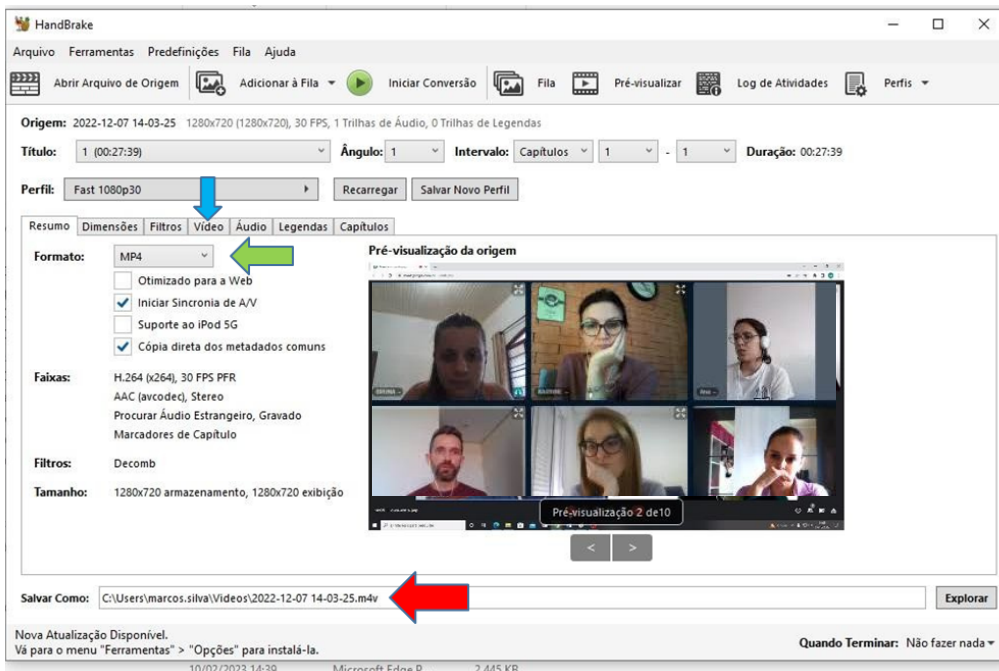 HandBrake
Arquivo Ferramentas Predefinições Fila Ajuda
Abrir Arquivo de Origem Adicionar à Fila Iniciar Conversão Fila Pré-visualizar Log de Atividades Perfis
Origem: 2022-12-07 14-03-25 1280x720 (1280x720), 30 FPS, 1 Trilhas de Áudio, 0 Trilhas de Legendas
Título: 1 (00:27:39) Ângulo: 1 Intervalo: Capítulos 1 - 1 Duração: 00:27:39
Perfil: Fast 1080p30 Recarregar Salvar Novo Perfil
Resumo Dimensões Filtros Vídeo Áudio Legendas Capítulos
Formato: MP4
Otimizado para a Web
Iniciar Sincronia de A/V
Suporte ao iPod 5G
Cópia direta dos metadados comuns
Faixas: H.264 (x264), 30 FPS PFR
AAC (avcodec), Stereo
Procurar Áudio Estrangeiro, Gravado
Marcadores de Capítulo
Filtros: Decomb
Tamanho: 1280x720 armazenamento, 1280x720 exibição
Pré-visualização da origem
Pré-visualização 2 de10
< >
Salvar Como: C:\Users\marcos.silva\Videos\2022-12-07 14-03-25.m4v Explorar
Nova Atualização Disponível.
Vá para o menu "Ferramentas" > "Opções" para instalá-la.
Quando Terminar: Não fazer nada
10/02/2023 14:39 Microsoft Edge P... 2.445 KB